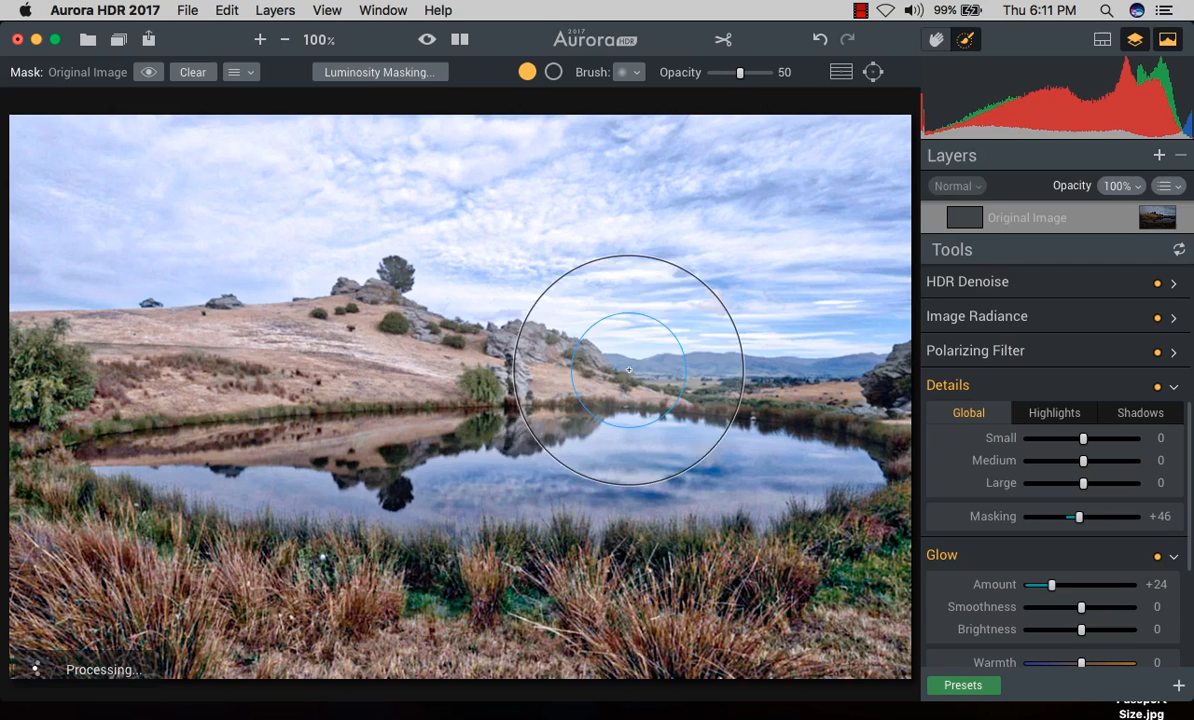 Aurora HDR 2017 File Edit Layers View Window Help 99% Thu 6:11 PM
100% 2017 Aurora HDR
Mask: Original Image Clear Luminosity Masking... Brush: Opacity 50
Layers
Normal Opacity 100%
Original Image
Tools
HDR Denoise
Image Radiance
Polarizing Filter
Details
Global Highlights Shadows
Small 0
Medium 0
Large 0
Masking +46
Glow
Amount +24
Smoothness 0
Brightness 0
Warmth 0
Processing...
Presets
Passport
Size.jpg